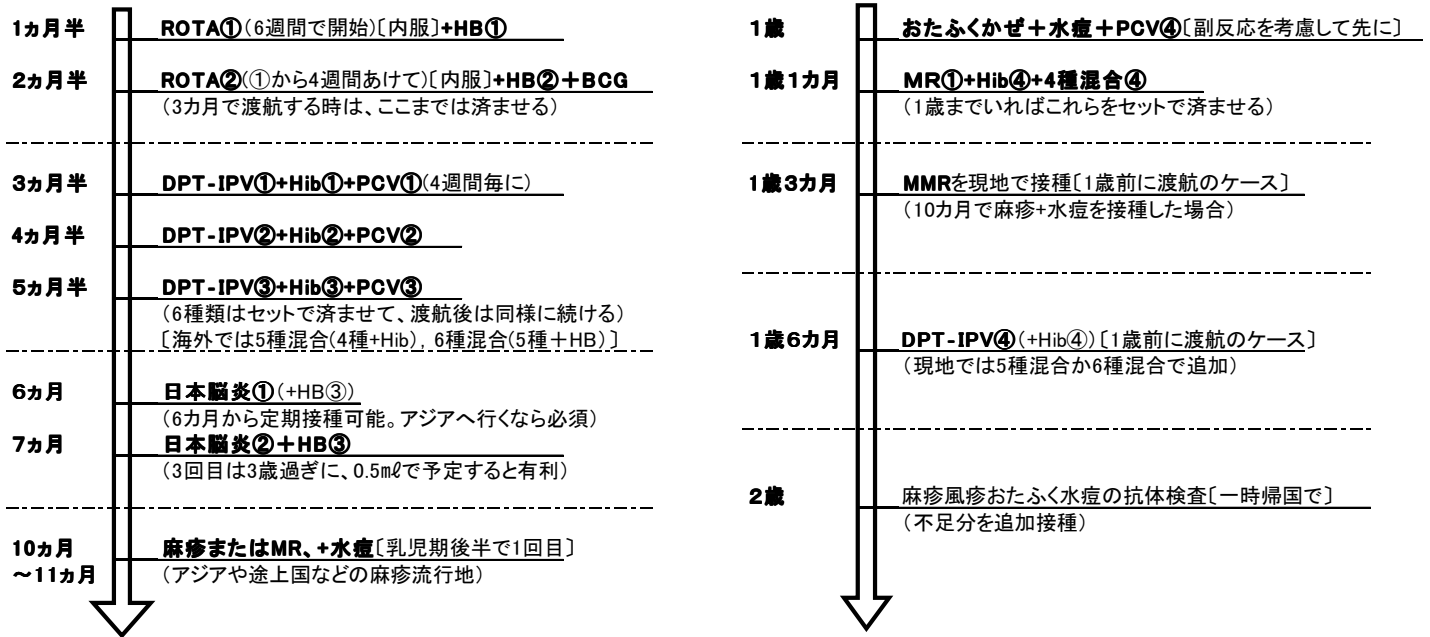 1ヵ月半 ROTA①(6週間で開始)〔内服〕+HB①
2ヵ月半 ROTA②(①から4週間あけて)〔内服〕+HB②＋BCG
(3カ月で渡航する時は、ここまでは済ませる)
3ヵ月半 DPT-IPV①+Hib①+PCV①(4週間毎に)
4ヵ月半 DPT-IPV②+Hib②+PCV②
5ヵ月半 DPT-IPV③+Hib③+PCV③
(6種類はセットで済ませて、渡航後は同様に続ける)
〔海外では5種混合(4種+Hib), 6種混合(5種＋HB)〕
6ヵ月 日本脳炎①(+HB③)
(6カ月から定期接種可能。アジアへ行くなら必須)
7ヵ月 日本脳炎②＋HB③
(3回目は3歳過ぎに、0.5mℓで予定すると有利)
10ヵ月 麻疹またはMR、+水痘〔乳児期後半で1回目〕
～11ヵ月 (アジアや途上国などの麻疹流行地)
1歳 おたふくかぜ＋水痘＋PCV④〔副反応を考慮して先に〕
1歳1カ月 MR①+Hib④+4種混合④
(1歳までいればこれらをセットで済ませる)
1歳3カ月 MMRを現地で接種〔1歳前に渡航のケース〕
(10カ月で麻疹+水痘を接種した場合)
1歳6カ月 DPT-IPV④(+Hib④)〔1歳前に渡航のケース〕
(現地では5種混合か6種混合で追加)
2歳 麻疹風疹おたふく水痘の抗体検査〔一時帰国で〕
(不足分を追加接種)